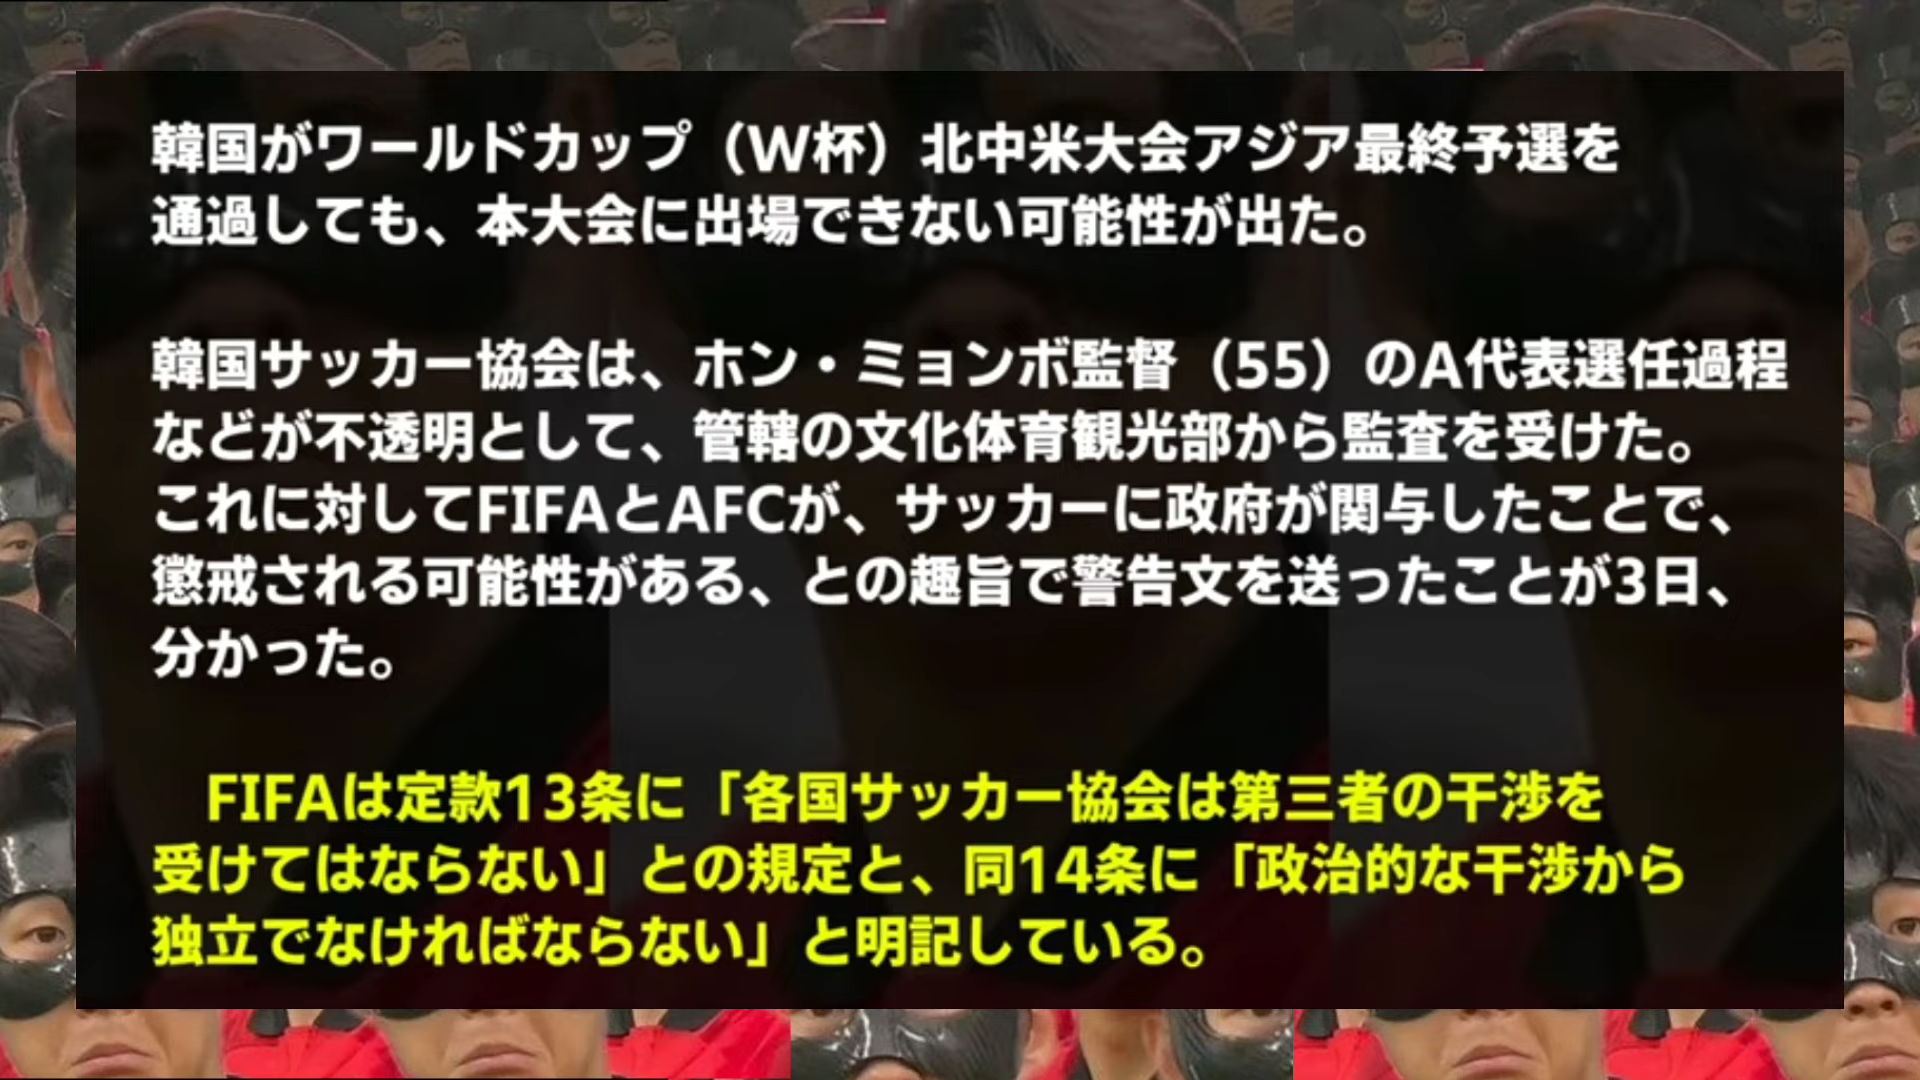 韓国がワールドカップ（W杯）北中米大会アジア最終予選を
通過しても、本大会に出場できない可能性が出た。
韓国サッカー協会は、ホン・ミョンボ監督（55）のA代表選任過程
などが不透明として、管轄の文化体育観光部から監査を受けた。
これに対してFIFAとAFCが、サッカーに政府が関与したことで、
懲戒される可能性がある、との趣旨で警告文を送ったことが3日、
分かった。
　FIFAは定款13条に「各国サッカー協会は第三者の干渉を
受けてはならない」との規定と、同14条に「政治的な干渉から
独立でなければならない」と明記している。